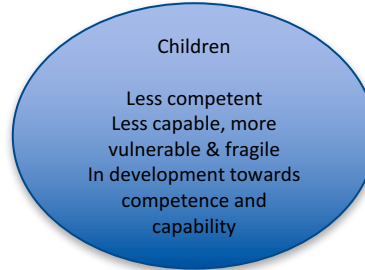 Children
Less competent
Less capable, more
vulnerable & fragile
In development towards
competence and
capability